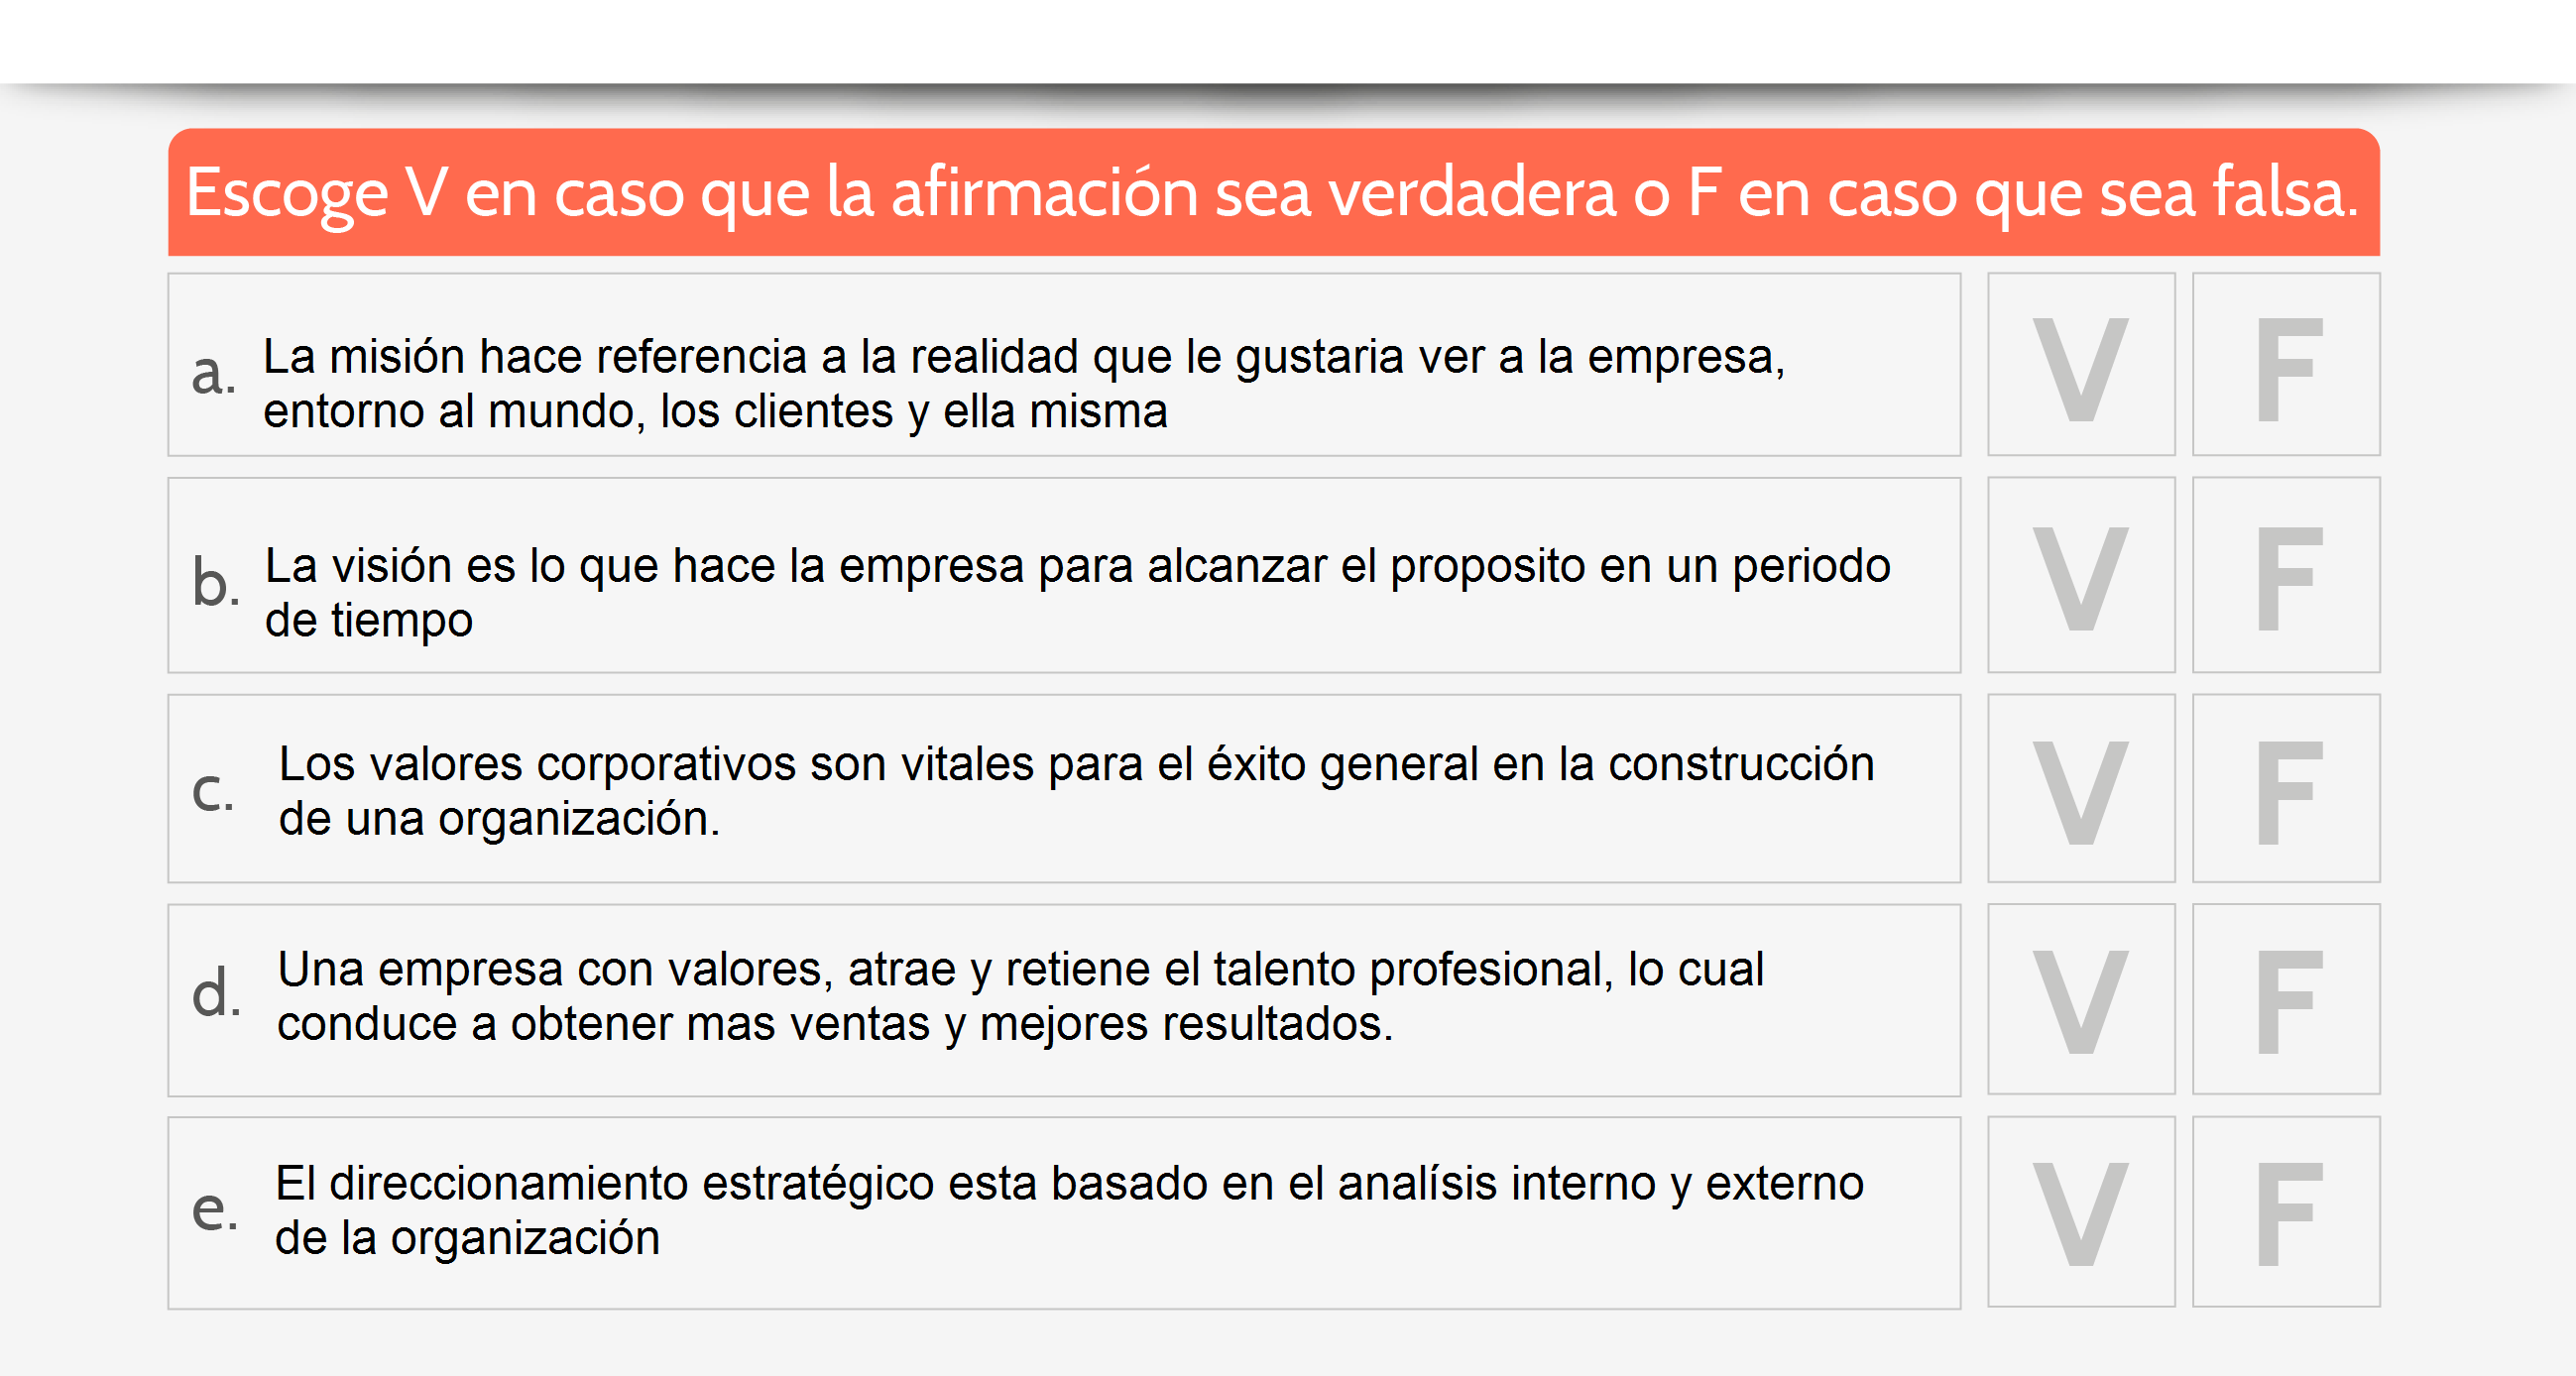 Escoge V en caso que la afirmación sea verdadera o F en caso que sea falsa.
a. La misión hace referencia a la realidad que le gustaria ver a la empresa,
entorno al mundo, los clientes y ella misma
V F
b. La visión es lo que hace la empresa para alcanzar el proposito en un periodo
de tiempo
V F
c. Los valores corporativos son vitales para el éxito general en la construcción
de una organización.
V F
d. Una empresa con valores, atrae y retiene el talento profesional, lo cual
conduce a obtener mas ventas y mejores resultados.
V F
e. El direccionamiento estratégico esta basado en el analísis interno y externo
de la organización
V F